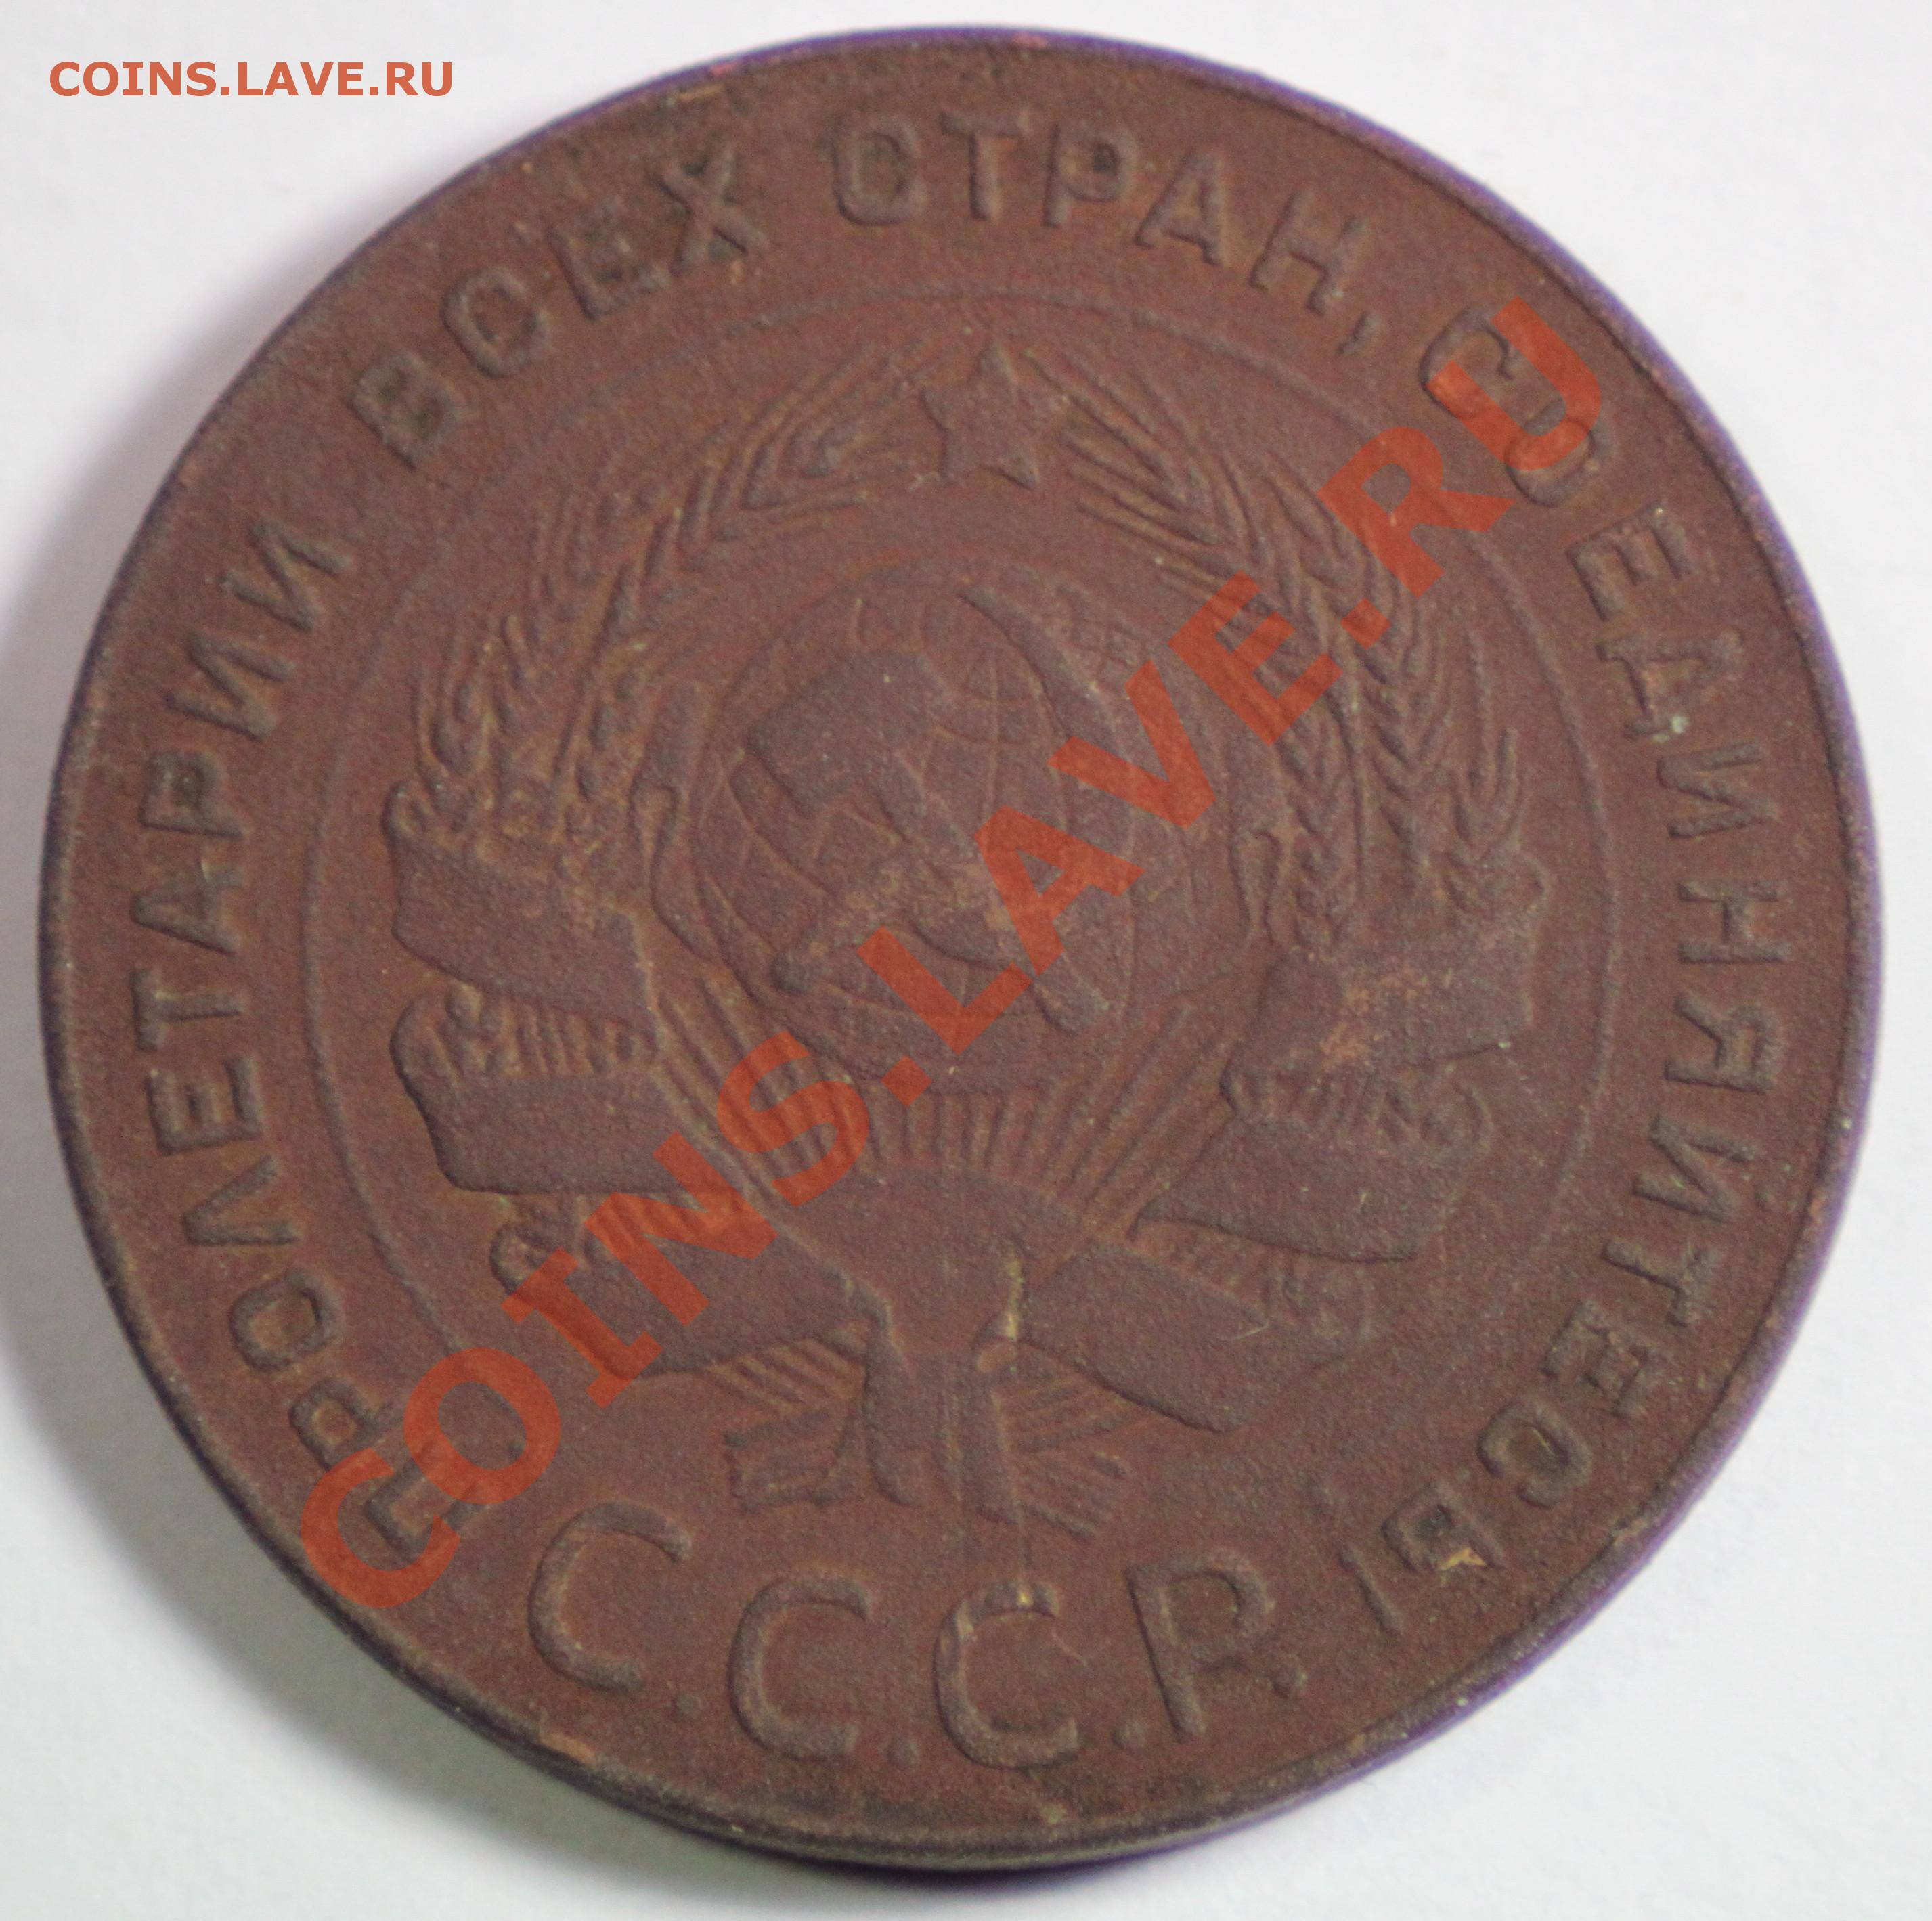 COINS.LAVE.RU
ПРОЛЕТАРИИ ВСЕХ СТРАН, СОЕДИНЯЙТЕСЬ!
С.С.С.Р.
COINS.LAVE.RU